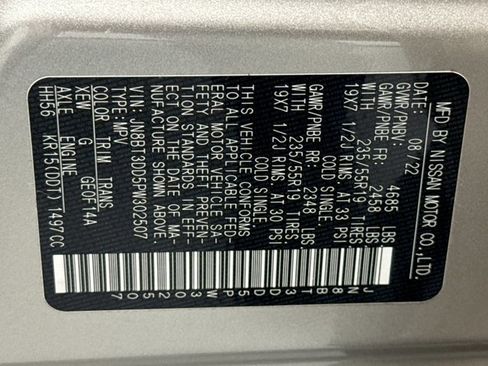 MFD BY NISSAN MOTOR CO.,LTD.
08/22
GVWR/PNBV: 4685 LBS
GAWR/PNBE FR: 2458 LBS
WITH 235/55R19 TIRES
19X7 1/2J RIMS AT 33 PSI
COLD SINGLE.
GAWR/PNBE RR: 2348 LBS
WITH 235/55R19 TIRES
19X7 1/2J RIMS AT 30 PSI
COLD SINGLE.
THIS VEHICLE CONFORMS
TO ALL APPLICABLE FED-
ERAL MOTOR VEHICLE SA-
FETY AND THEFT PREVEN-
TION STANDARDS IN EFF-
ECT ON THE DATE OF MA-
NUFACTURE SHOWN ABOVE.
VIN: JN8BT3DD5PW302507
TYPE: MPV
COLOR TRIM TRANS
XEW G GE0F14A
AXLE ENGINE
HH56 KR15(DDT) 1497CC
JN8BT3DD5PW302507